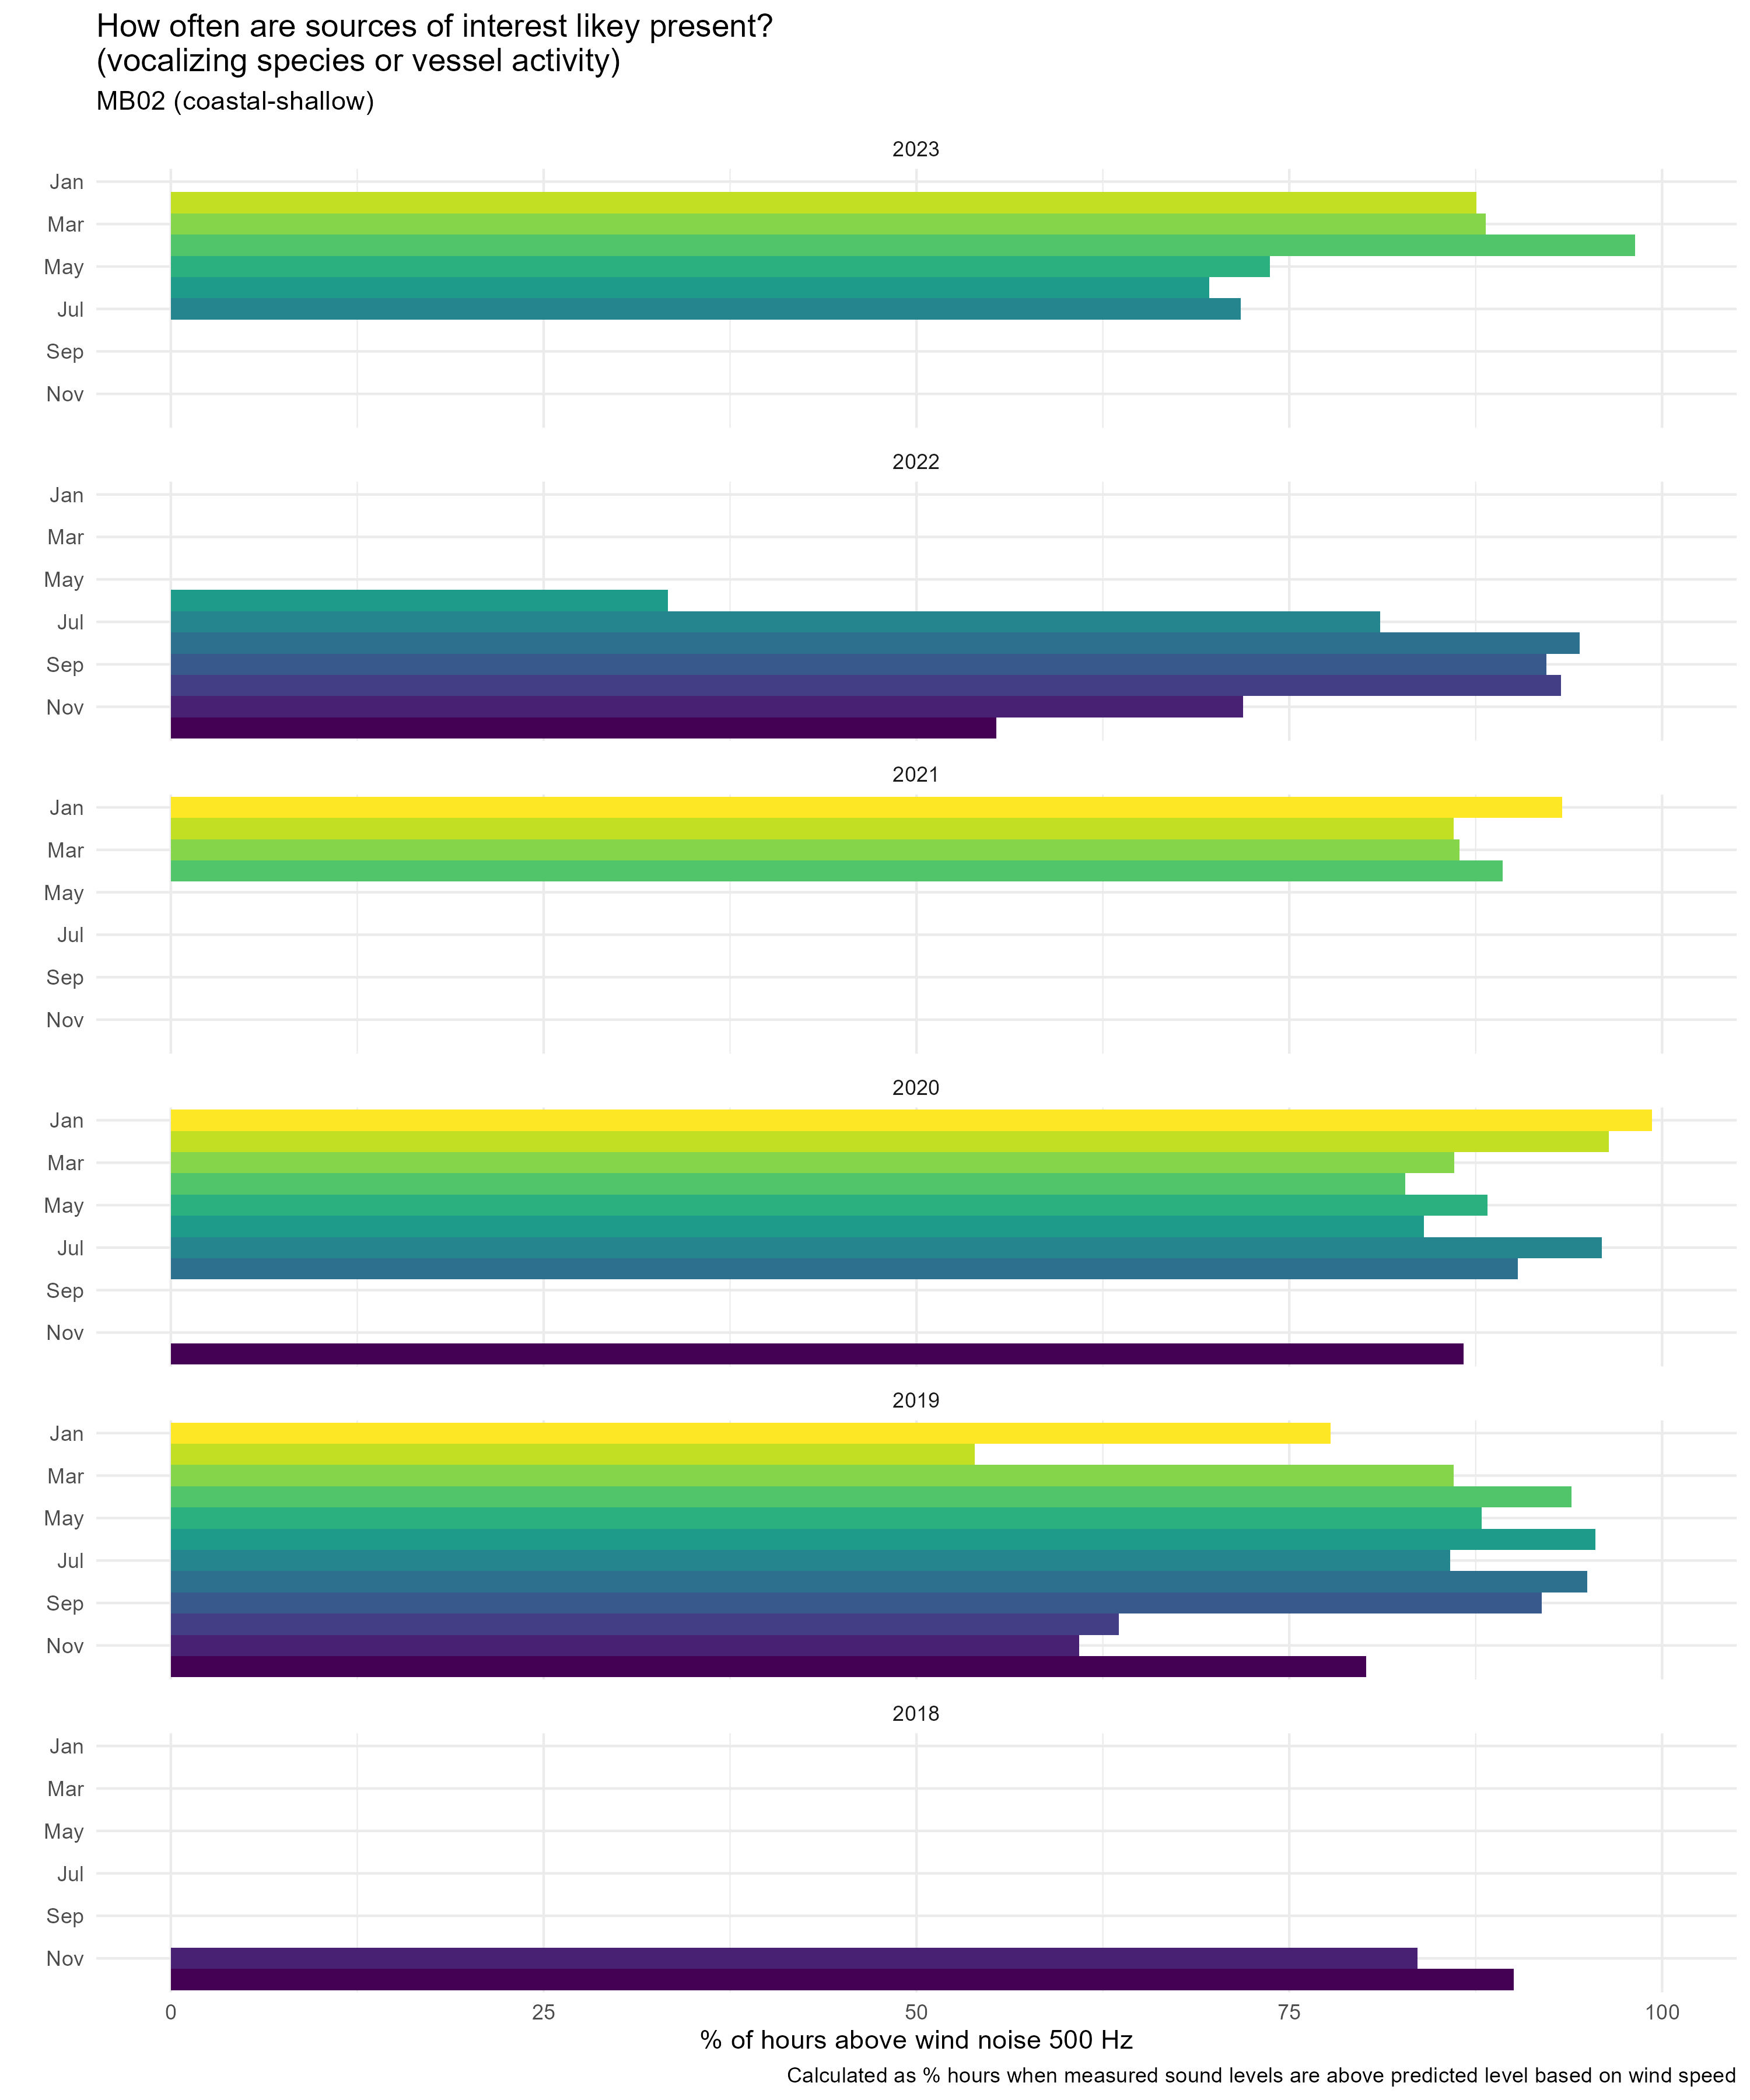 How often are sources of interest likey present?
(vocalizing species or vessel activity)
MB02 (coastal-shallow)
2023
Jan
Mar
May
Jul
Sep
Nov
2022
Jan
Mar
May
Jul
Sep
Nov
2021
Jan
Mar
May
Jul
Sep
Nov
2020
Jan
Mar
May
Jul
Sep
Nov
2019
Jan
Mar
May
Jul
Sep
Nov
2018
Jan
Mar
May
Jul
Sep
Nov
0 25 50 75 100
% of hours above wind noise 500 Hz
Calculated as % hours when measured sound levels are above predicted level based on wind speed